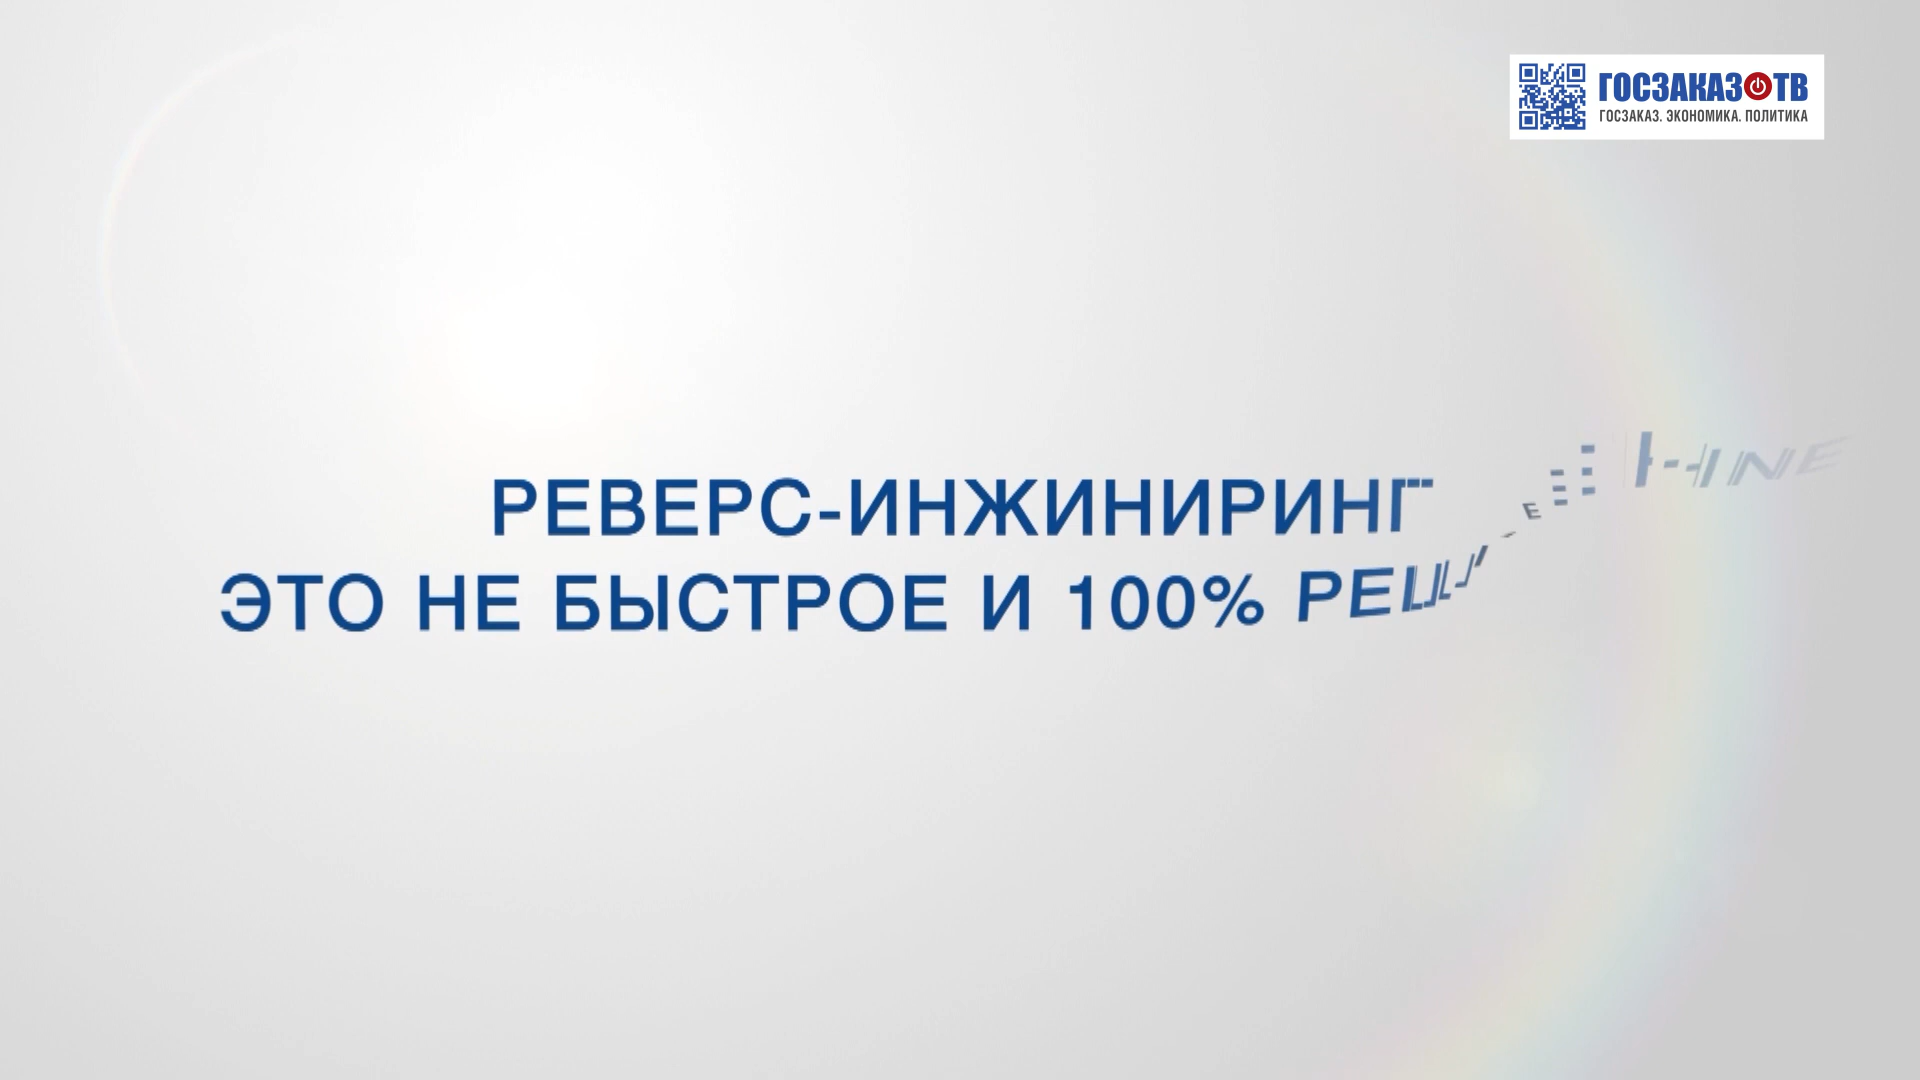 ГОСЗАКАЗ ТВ
ГОСЗАКАЗ. ЭКОНОМИКА. ПОЛИТИКА
РЕВЕРС-ИНЖИНИРИНГ
ЭТО НЕ БЫСТРОЕ И 100%